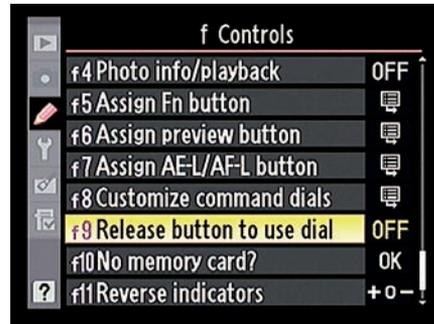 f Controls
f4 Photo info/playback OFF
f5 Assign Fn button
f6 Assign preview button
f7 Assign AE-L/AF-L button
f8 Customize command dials
f9 Release button to use dial OFF
f10 No memory card? OK
f11 Reverse indicators +0−
?